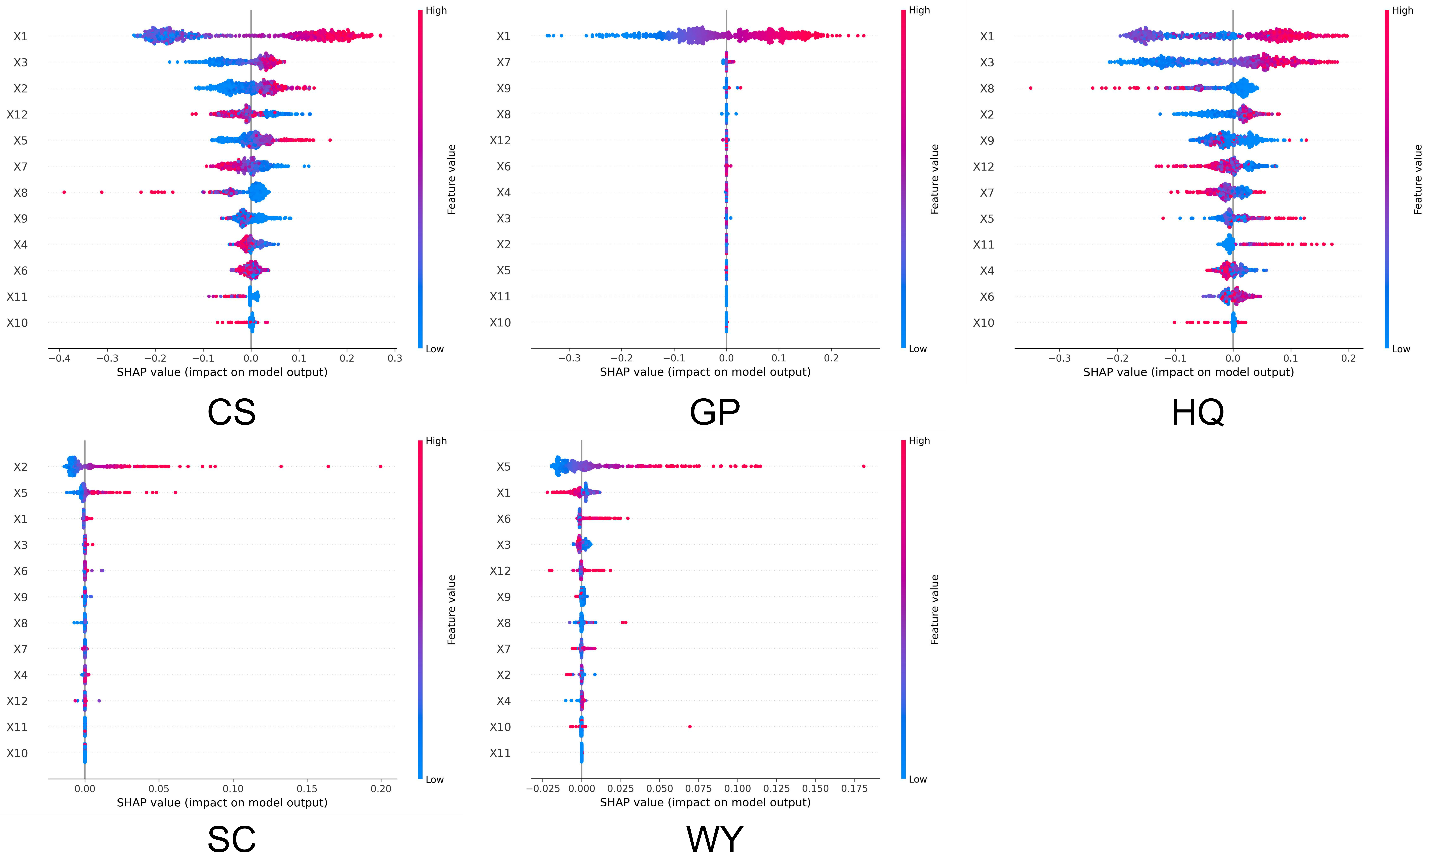 High
X1
X3
X2
X12
X5
X7
X8
X9
X4
X6
X11
X10
Feature value
Low
−0.4 −0.3 −0.2 −0.1 0.0 0.1 0.2 0.3
SHAP value (impact on model output)
CS
High
X1
X7
X9
X8
X12
X6
X4
X3
X2
X5
X11
X10
Feature value
Low
−0.3 −0.2 −0.1 0.0 0.1 0.2
SHAP value (impact on model output)
GP
High
X1
X3
X8
X2
X9
X12
X7
X5
X11
X4
X6
X10
Feature value
Low
−0.3 −0.2 −0.1 0.0 0.1 0.2
SHAP value (impact on model output)
HQ
High
X2
X5
X1
X3
X6
X9
X8
X7
X4
X12
X11
X10
Feature value
Low
0.00 0.05 0.10 0.15 0.20
SHAP value (impact on model output)
SC
High
X5
X1
X6
X3
X12
X9
X8
X7
X2
X4
X10
X11
Feature value
Low
−0.025 0.000 0.025 0.050 0.075 0.100 0.125 0.150 0.175
SHAP value (impact on model output)
WY